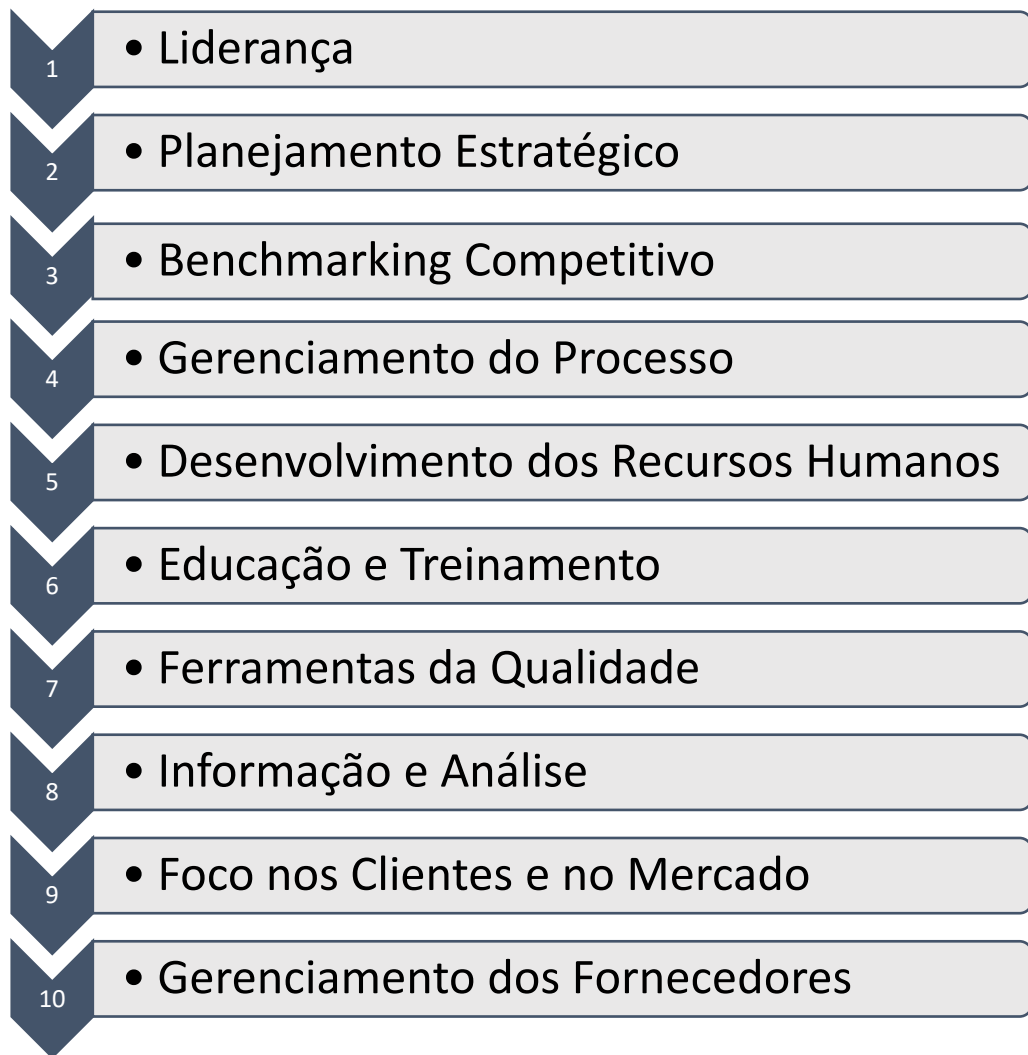 1 • Liderança
2 • Planejamento Estratégico
3 • Benchmarking Competitivo
4 • Gerenciamento do Processo
5 • Desenvolvimento dos Recursos Humanos
6 • Educação e Treinamento
7 • Ferramentas da Qualidade
8 • Informação e Análise
9 • Foco nos Clientes e no Mercado
10 • Gerenciamento dos Fornecedores